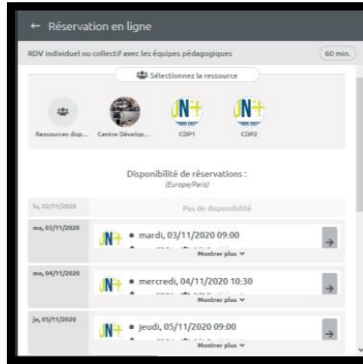 ← Réservation en ligne
RDV individuel ou collectif avec les équipes pédagogiques
60 min.
Sélectionnez la ressource
Ressources disp...
Centre Dévelop...
CDP1
CDP2
Disponibilité de réservations :
(Europe/Paris)
lu, 02/11/2020
Pas de disponibilité
ma, 03/11/2020
• mardi, 03/11/2020 09:00
Montrer plus
me, 04/11/2020
• mercredi, 04/11/2020 10:30
Montrer plus
je, 05/11/2020
• jeudi, 05/11/2020 09:00
Montrer plus